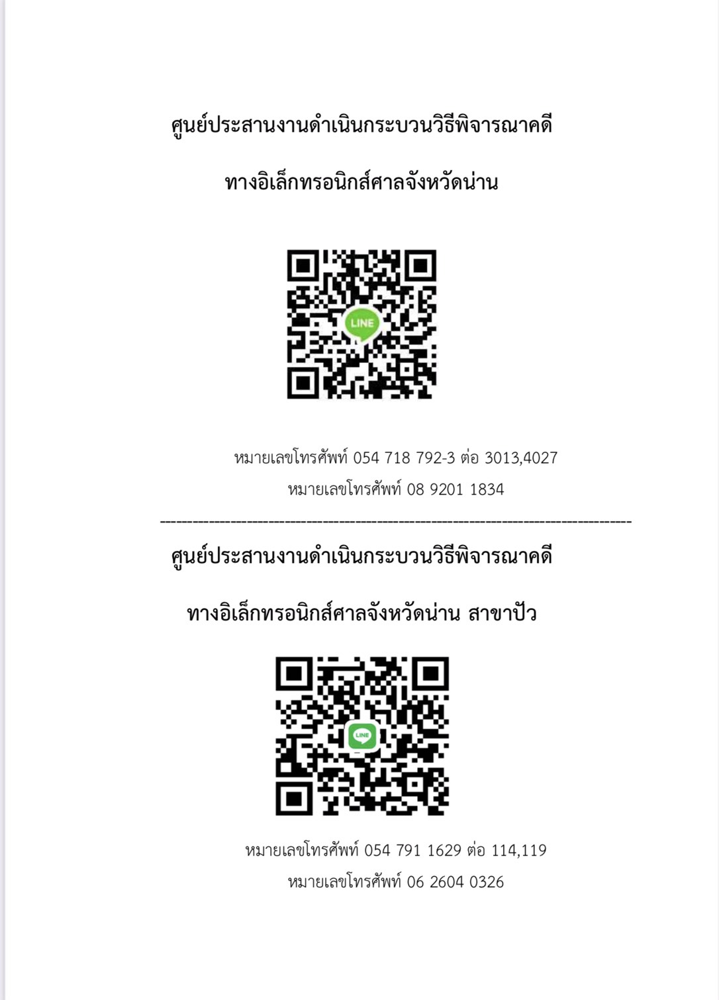 ศูนย์ประสานงานดำเนินกระบวนวิธีพิจารณาคดี
ทางอิเล็กทรอนิกส์ศาลจังหวัดน่าน
LINE
หมายเลขโทรศัพท์ 054 718 792-3 ต่อ 3013,4027
หมายเลขโทรศัพท์ 08 9201 1834
--------------------------------------------------------------------------------------
ศูนย์ประสานงานดำเนินกระบวนวิธีพิจารณาคดี
ทางอิเล็กทรอนิกส์ศาลจังหวัดน่าน สาขาปัว
LINE
หมายเลขโทรศัพท์ 054 791 1629 ต่อ 114,119
หมายเลขโทรศัพท์ 06 2604 0326